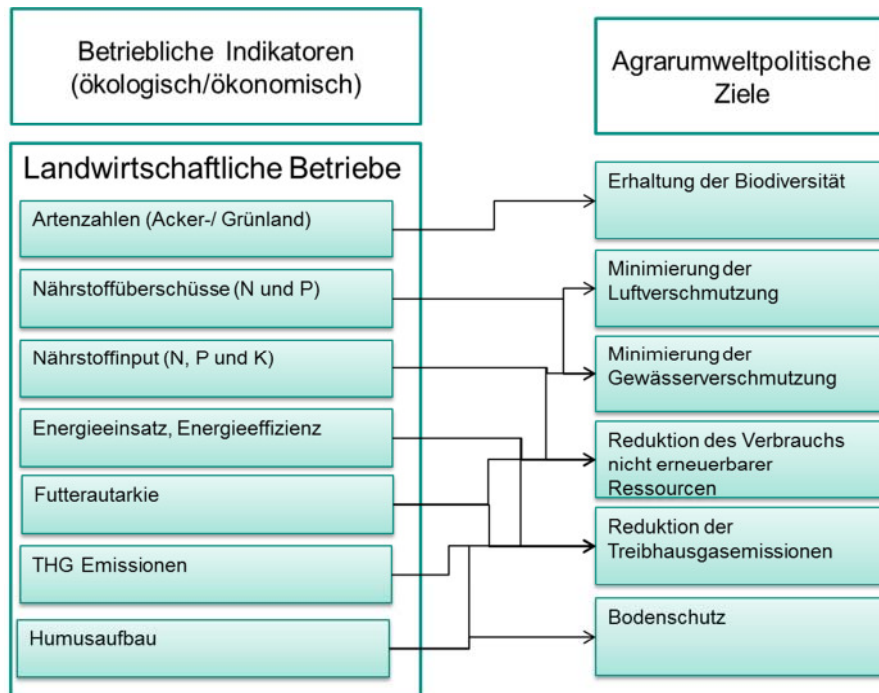 Betriebliche Indikatoren
(ökologisch/ökonomisch)
Agrarumweltpolitische
Ziele
Landwirtschaftliche Betriebe
Artenzahlen (Acker-/ Grünland)
Nährstoffüberschüsse (N und P)
Nährstoffinput (N, P und K)
Energieeinsatz, Energieeffizienz
Futterautarkie
THG Emissionen
Humusaufbau
Erhaltung der Biodiversität
Minimierung der
Luftverschmutzung
Minimierung der
Gewässerverschmutzung
Reduktion des Verbrauchs
nicht erneuerbarer
Ressourcen
Reduktion der
Treibhausgasemissionen
Bodenschutz